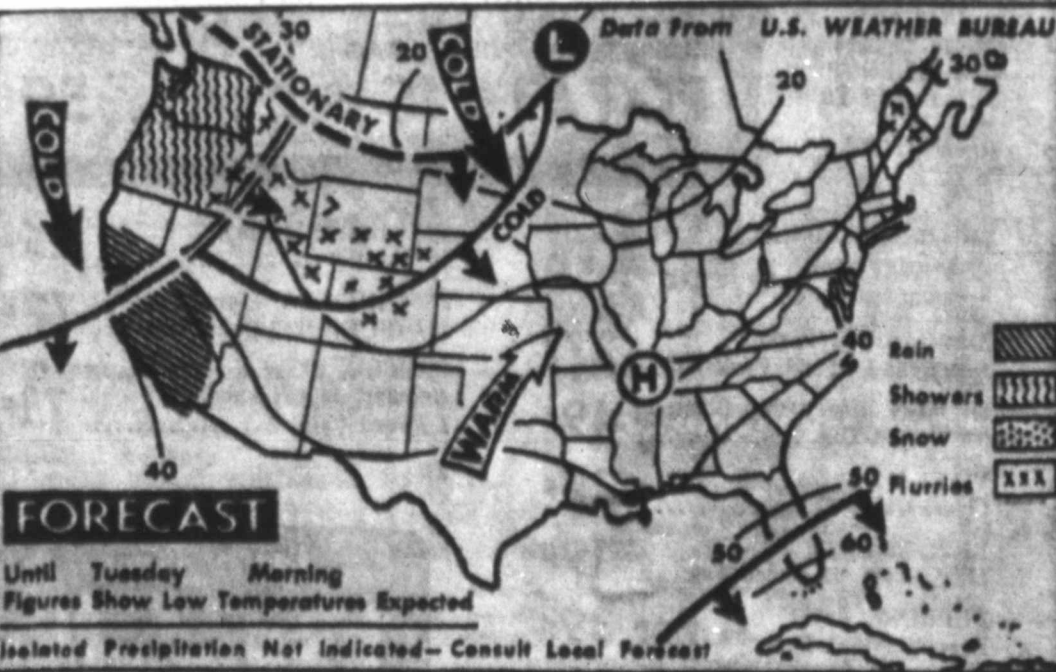 Data From U.S. WEATHER BUREAU
30
STATIONARY
20
COLD
L
20
30
COLD
COLD
H
40
WARM
40
Rain
Showers
Snow
Flurries
50
50
60
FORECAST
Until Tuesday Morning
Figures Show Low Temperatures Expected
Isolated Precipitation Not Indicated— Consult Local Forecast